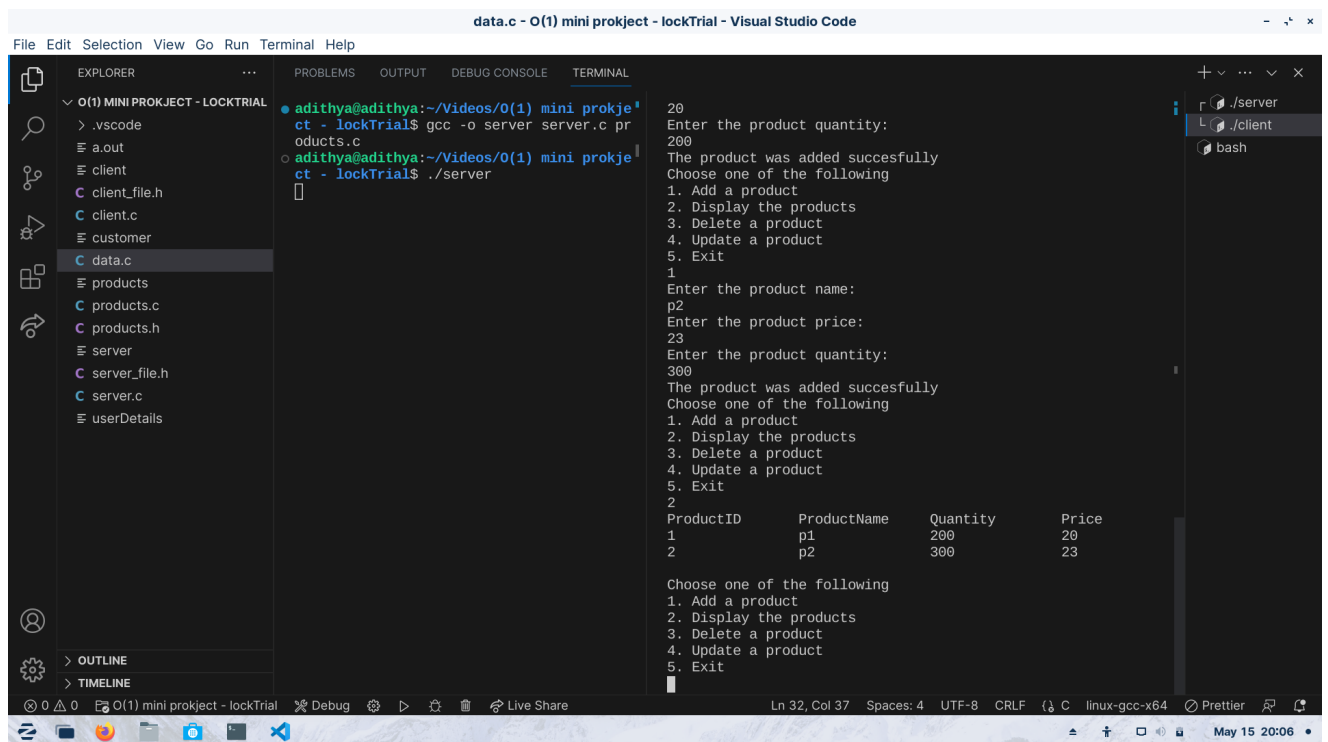 data.c - O(1) mini prokject - lockTrial - Visual Studio Code
File Edit Selection View Go Run Terminal Help
EXPLORER
O(1) MINI PROKJECT - LOCKTRIAL
.vscode
a.out
client
C client_file.h
C client.c
customer
C data.c
products
C products.c
C products.h
server
C server_file.h
C server.c
userDetails
OUTLINE
TIMELINE
PROBLEMS OUTPUT DEBUG CONSOLE TERMINAL
adithya@adithya:~/Videos/O(1) mini prokje
ct - lockTrial$ gcc -o server server.c pr
oducts.c
adithya@adithya:~/Videos/O(1) mini prokje
ct - lockTrial$ ./server
20
Enter the product quantity:
200
The product was added succesfully
Choose one of the following
1. Add a product
2. Display the products
3. Delete a product
4. Update a product
5. Exit
1
Enter the product name:
p2
Enter the product price:
23
Enter the product quantity:
300
The product was added succesfully
Choose one of the following
1. Add a product
2. Display the products
3. Delete a product
4. Update a product
5. Exit
2
ProductID ProductName Quantity Price
1 p1 200 20
2 p2 300 23
Choose one of the following
1. Add a product
2. Display the products
3. Delete a product
4. Update a product
5. Exit
./server
./client
bash
0 0 O(1) mini prokject - lockTrial Debug Live Share Ln 32, Col 37 Spaces: 4 UTF-8 CRLF C linux-gcc-x64 Prettier
May 15 20:06